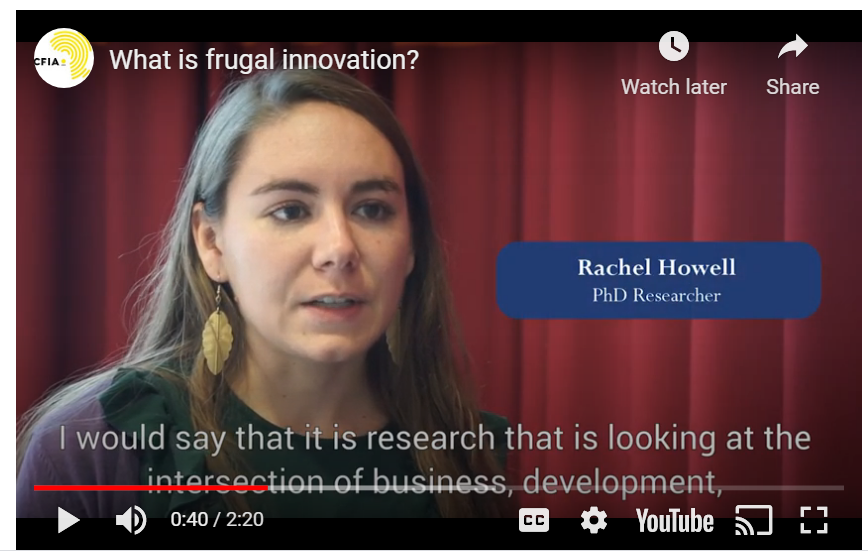 CFIA
What is frugal innovation?
Watch later
Share
Rachel Howell
PhD Researcher
I would say that it is research that is looking at the
intersection of business, development,
0:40 / 2:20
CC
YouTube